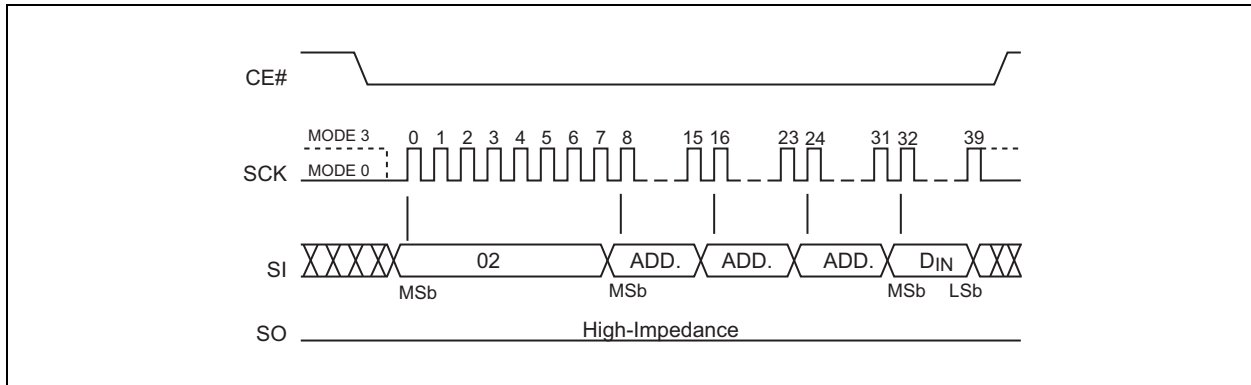 CE#
MODE 3
0 1 2 3 4 5 6 7 8 15 16 23 24 31 32 39
SCK
MODE 0
SI
02 ADD. ADD. ADD. DIN
MSb MSb MSb LSb
SO
High-Impedance